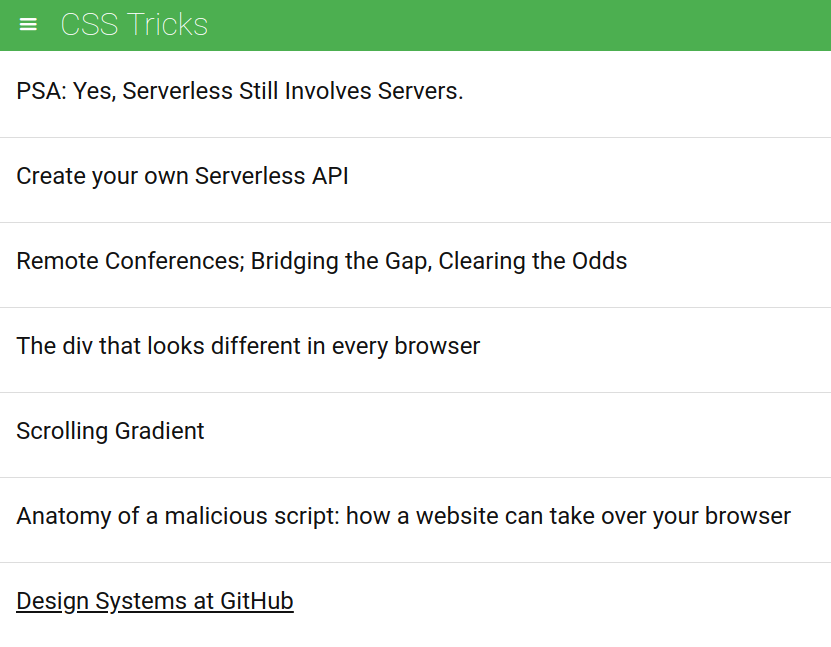 CSS Tricks
PSA: Yes, Serverless Still Involves Servers.
Create your own Serverless API
Remote Conferences; Bridging the Gap, Clearing the Odds
The div that looks different in every browser
Scrolling Gradient
Anatomy of a malicious script: how a website can take over your browser
Design Systems at GitHub